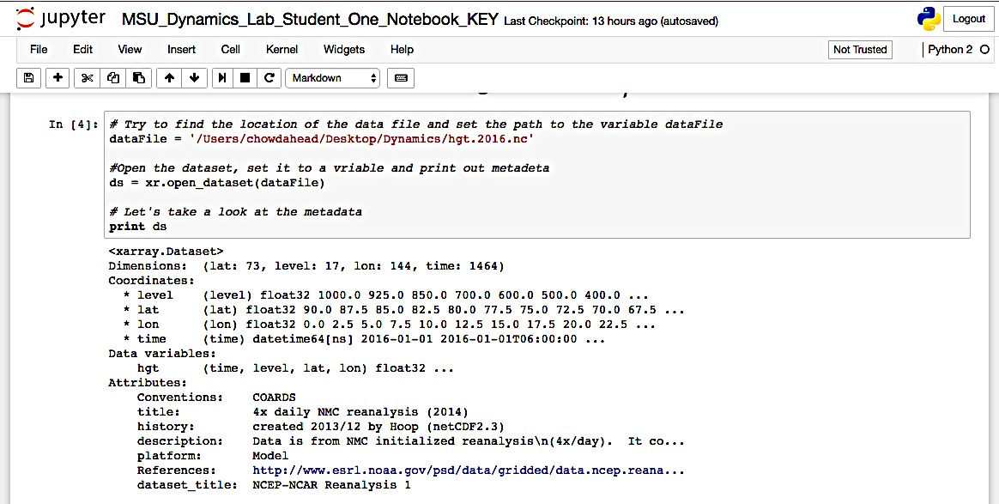 jupyter MSU_Dynamics_Lab_Student_One_Notebook_KEY Last Checkpoint: 13 hours ago (autosaved) Logout
File Edit View Insert Cell Kernel Widgets Help Not Trusted Python 2
Markdown
In [4]: # Try to find the location of the data file and set the path to the variable dataFile
dataFile = '/Users/chowdahead/Desktop/Dynamics/hgt.2016.nc'
#Open the dataset, set it to a vriable and print out metadeta
ds = xr.open_dataset(dataFile)
# Let's take a look at the metadata
print ds
<xarray.Dataset>
Dimensions: (lat: 73, level: 17, lon: 144, time: 1464)
Coordinates:
* level (level) float32 1000.0 925.0 850.0 700.0 600.0 500.0 400.0 ...
* lat (lat) float32 90.0 87.5 85.0 82.5 80.0 77.5 75.0 72.5 70.0 67.5 ...
* lon (lon) float32 0.0 2.5 5.0 7.5 10.0 12.5 15.0 17.5 20.0 22.5 ...
* time (time) datetime64[ns] 2016-01-01 2016-01-01T06:00:00 ...
Data variables:
hgt (time, level, lat, lon) float32 ...
Attributes:
Conventions: COARDS
title: 4x daily NMC reanalysis (2014)
history: created 2013/12 by Hoop (netCDF2.3)
description: Data is from NMC initialized reanalysis\n(4x/day). It co...
platform: Model
References: http://www.esrl.noaa.gov/psd/data/gridded/data.ncep.reana...
dataset_title: NCEP-NCAR Reanalysis 1